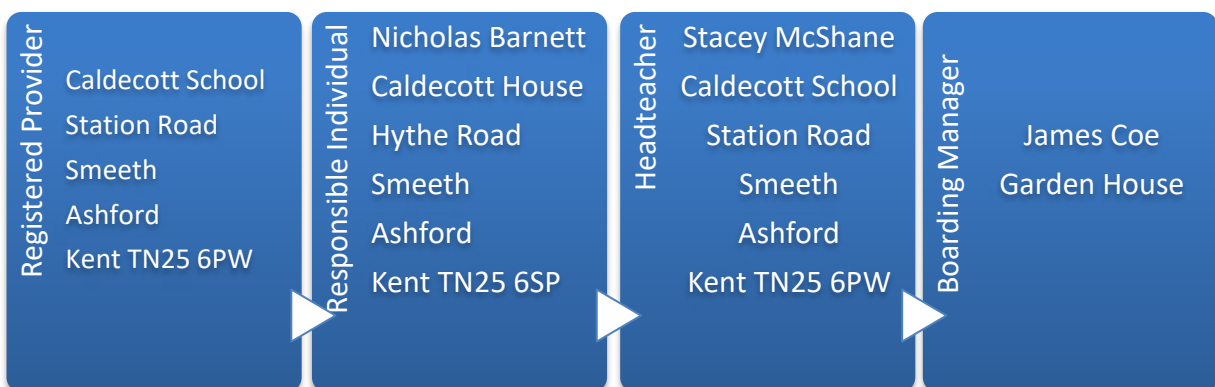 Registered Provider
Caldecott School
Station Road
Smeeth
Ashford
Kent TN25 6PW
Responsible Individual
Nicholas Barnett
Caldecott House
Hythe Road
Smeeth
Ashford
Kent TN25 6SP
Headteacher
Stacey McShane
Caldecott School
Station Road
Smeeth
Ashford
Kent TN25 6PW
Boarding Manager
James Coe
Garden House